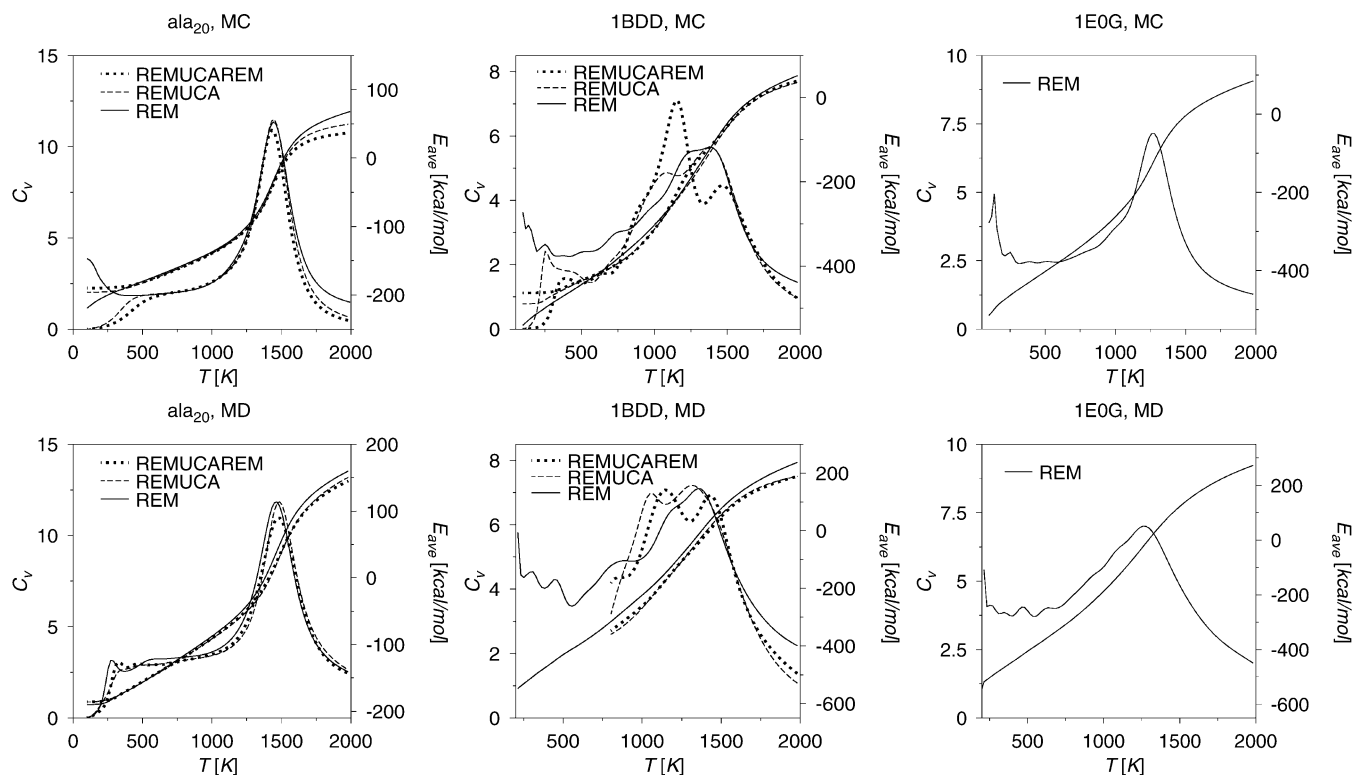 ala20, MC
15
10
5
0
Cv
REMUCAREM
REMUCA
REM
100
0
-100
-200
Eave [kcal/mol]
0 500 1000 1500 2000
T [K]
1BDD, MC
8
6
4
2
0
Cv
REMUCAREM
REMUCA
REM
0
-200
-400
Eave [kcal/mol]
500 1000 1500 2000
T [K]
1E0G, MC
10
7.5
5
2.5
0
Cv
REM
0
-200
-400
Eave [kcal/mol]
500 1000 1500 2000
T [K]
ala20, MD
15
10
5
0
Cv
REMUCAREM
REMUCA
REM
200
100
0
-100
-200
Eave [kcal/mol]
0 500 1000 1500 2000
T [K]
1BDD, MD
8
6
4
2
0
Cv
REMUCAREM
REMUCA
REM
200
0
-200
-400
-600
Eave [kcal/mol]
500 1000 1500 2000
T [K]
1E0G, MD
10
7.5
5
2.5
0
Cv
REM
200
0
-200
-400
-600
Eave [kcal/mol]
500 1000 1500 2000
T [K]